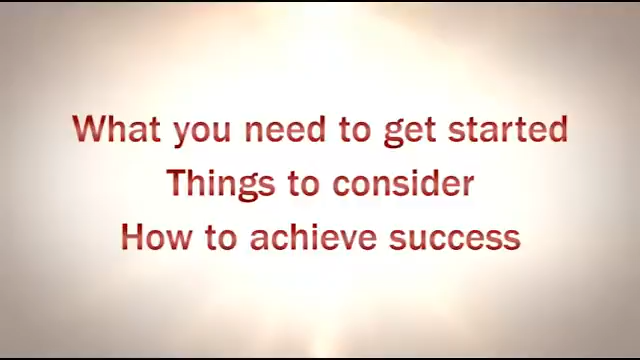 What you need to get started
Things to consider
How to achieve success